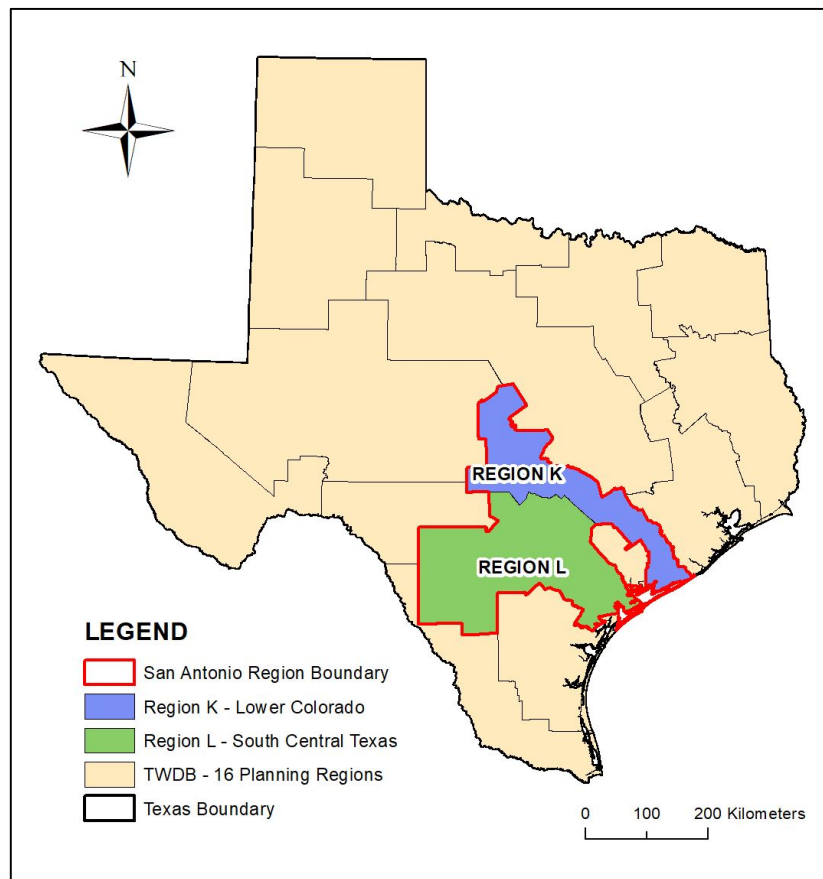 N
REGION K
REGION L
LEGEND
San Antonio Region Boundary
Region K - Lower Colorado
Region L - South Central Texas
TWDB - 16 Planning Regions
Texas Boundary
0 100 200 Kilometers